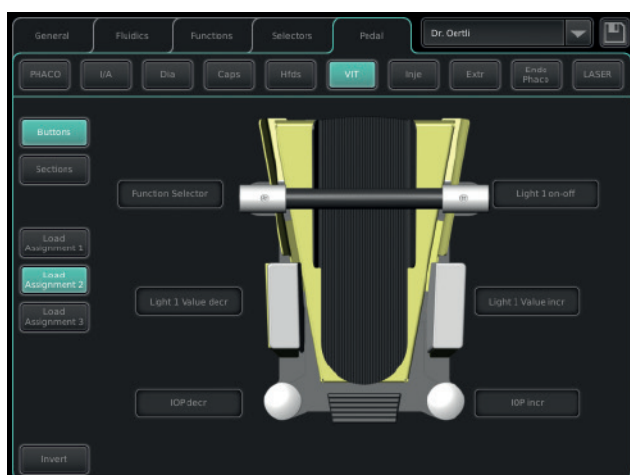 General Fluidics Functions Selectors Pedal Dr. Oertli
PHACO I/A Dia Caps Hfds VIT Inje Extr Endo Phaco LASER
Buttons
Sections
Function Selector
Light 1 on-off
Load
Assignment 1
Load
Assignment 2
Load
Assignment 3
Light 1 Value decr
Light 1 Value incr
IOP decr
IOP incr
Invert